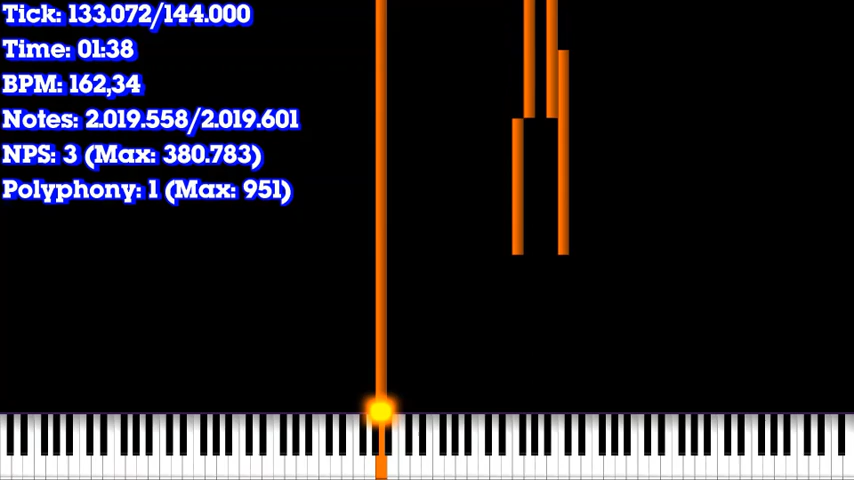 Tick: 133.072/144.000
Time: 01:38
BPM: 162,34
Notes: 2.019.558/2.019.601
NPS: 3 (Max: 380.783)
Polyphony: 1 (Max: 951)